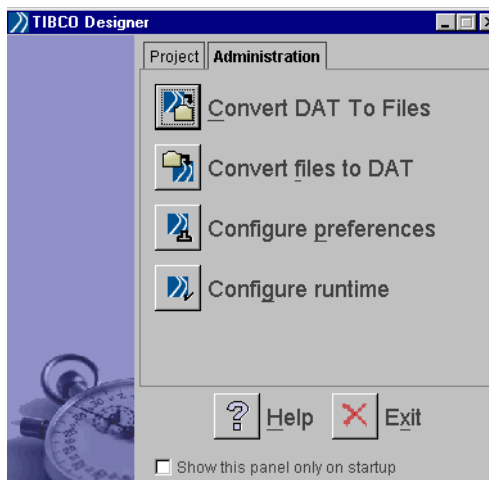 TIBCO Designer
Project Administration
Convert DAT To Files
Convert files to DAT
Configure preferences
Configure runtime
Help Exit
Show this panel only on startup